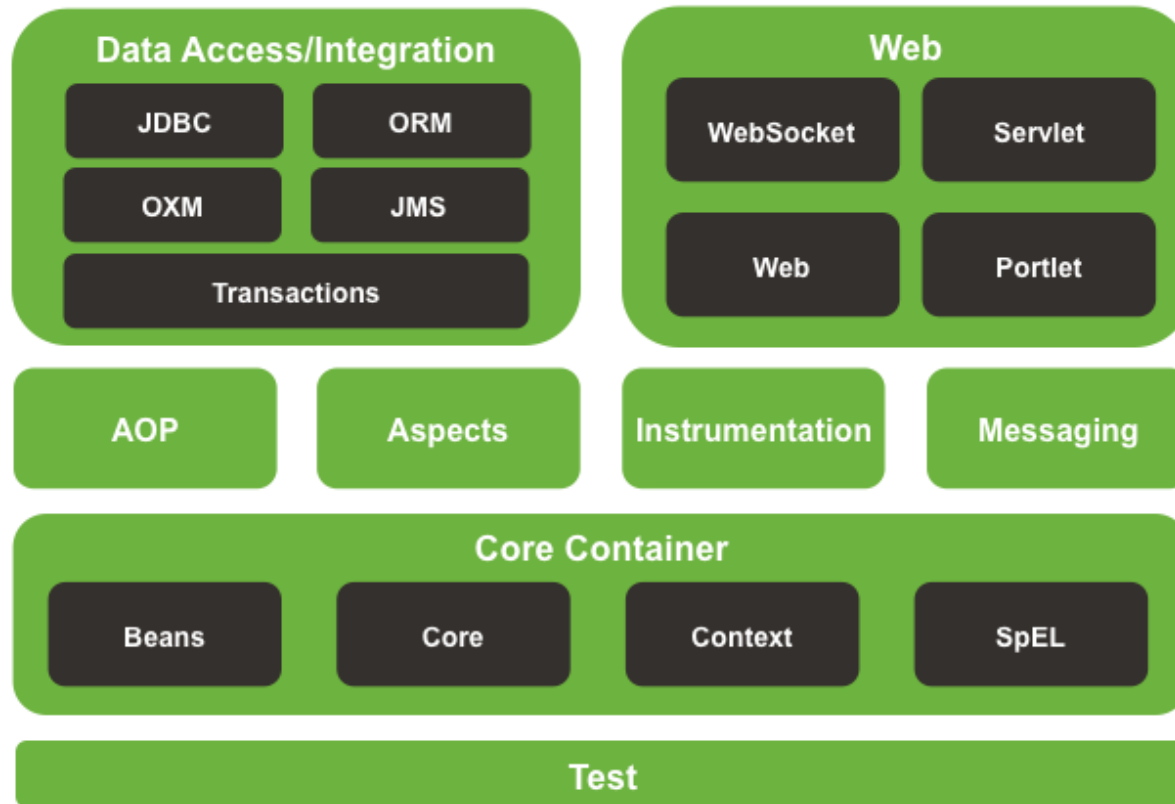 Data Access/Integration
JDBC
ORM
OXM
JMS
Transactions
Web
WebSocket
Servlet
Web
Portlet
AOP
Aspects
Instrumentation
Messaging
Core Container
Beans
Core
Context
SpEL
Test